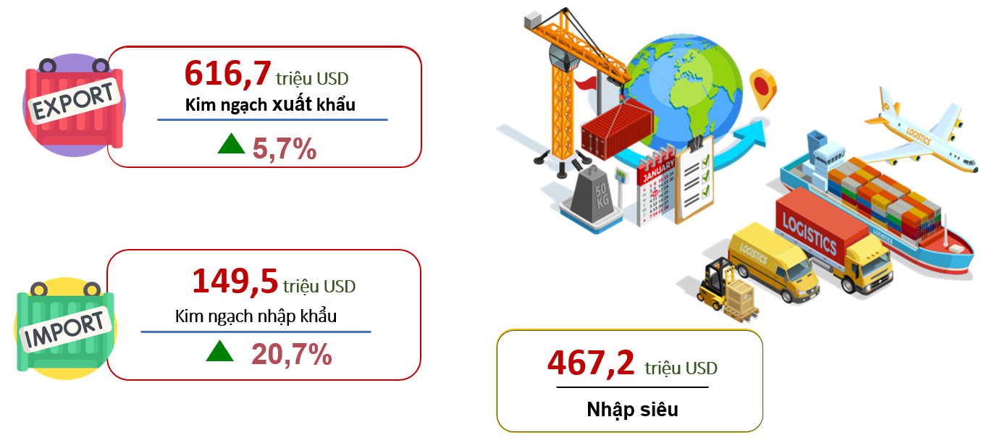 616,7 triệu USD
Kim ngạch xuất khẩu
5,7%
EXPORT
149,5 triệu USD
Kim ngạch nhập khẩu
20,7%
IMPORT
JANUARY
50
KG
LOGISTICS
LOGISTICS
LOGISTICS
LOGISTICS
467,2 triệu USD
Nhập siêu